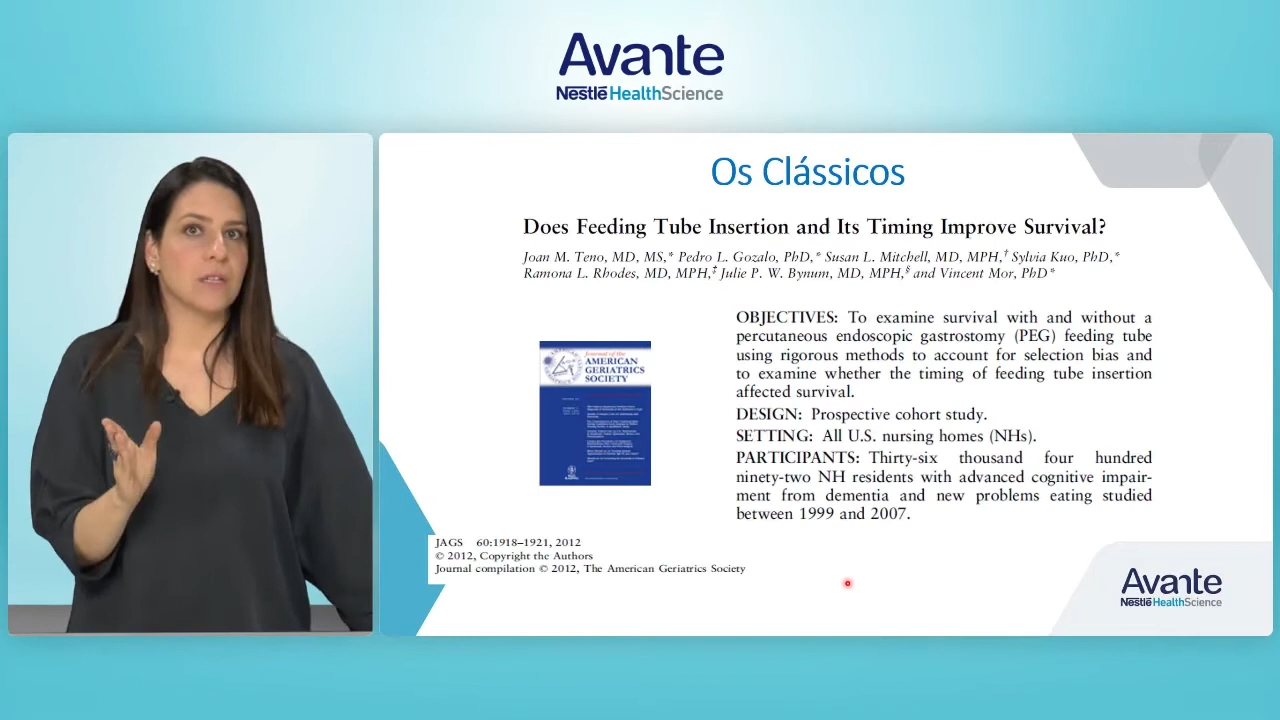 Avante
Nestlé HealthScience
Os Clássicos
Does Feeding Tube Insertion and Its Timing Improve Survival?
Joan M. Teno, MD, MS,* Pedro L. Gozalo, PhD,* Susan L. Mitchell, MD, MPH,† Sylvia Kuo, PhD,*
Ramona L. Rhodes, MD, MPH,‡ Julie P. W. Bynum, MD, MPH,§ and Vincent Mor, PhD*
Journal of the
AMERICAN
GERIATRICS
SOCIETY
OBJECTIVES: To examine survival with and without a
percutaneous endoscopic gastrostomy (PEG) feeding tube
using rigorous methods to account for selection bias and
to examine whether the timing of feeding tube insertion
affected survival.
DESIGN: Prospective cohort study.
SETTING: All U.S. nursing homes (NHs).
PARTICIPANTS: Thirty-six thousand four hundred
ninety-two NH residents with advanced cognitive impair-
ment from dementia and new problems eating studied
between 1999 and 2007.
JAGS 60:1918–1921, 2012
© 2012, Copyright the Authors
Journal compilation © 2012, The American Geriatrics Society
Avante
Nestlé HealthScience